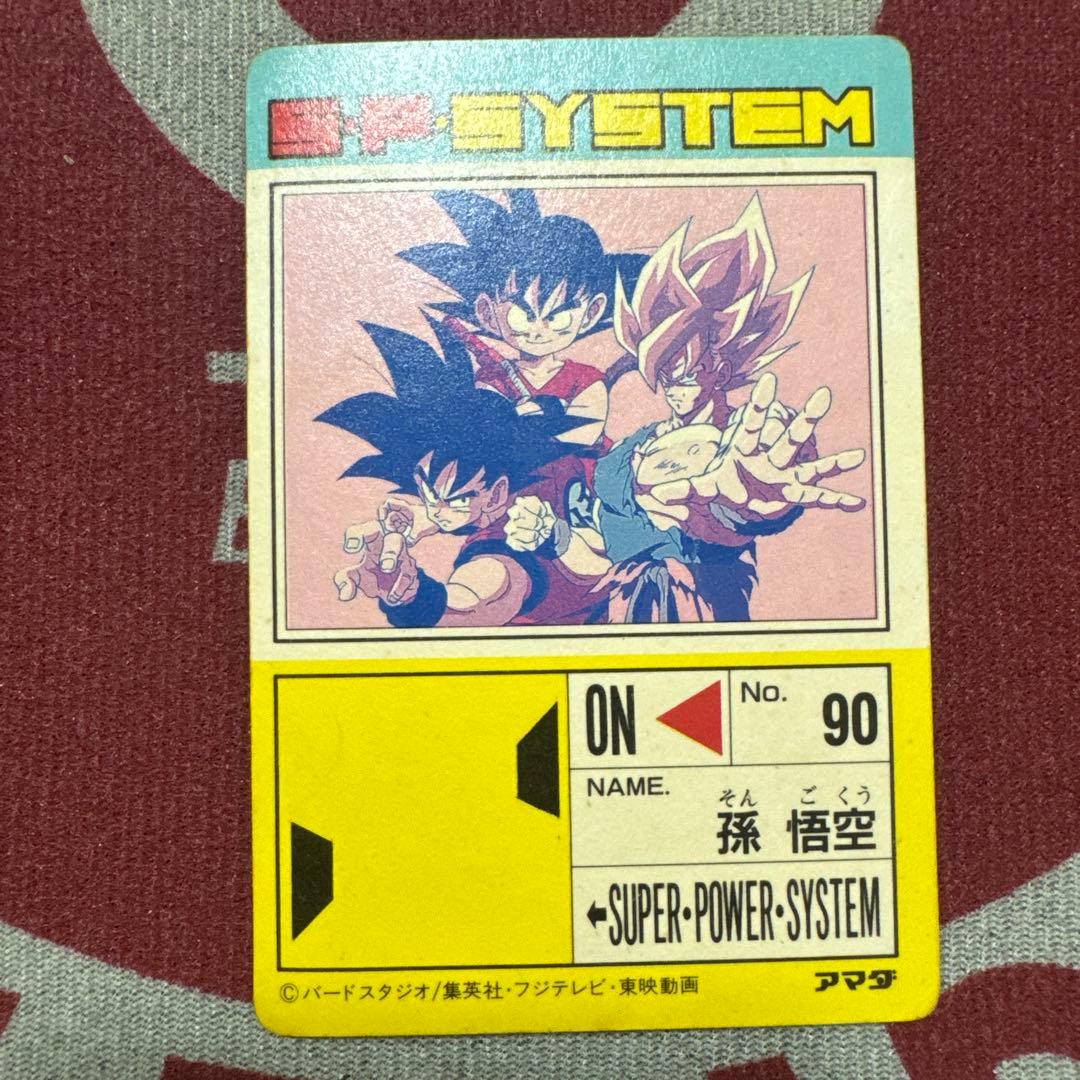 S・P・SYSTEM
ON
No.
90
NAME.
そん ご くう
孫 悟空
←SUPER・POWER・SYSTEM
アマダ
©バードスタジオ/集英社・フジテレビ・東映動画